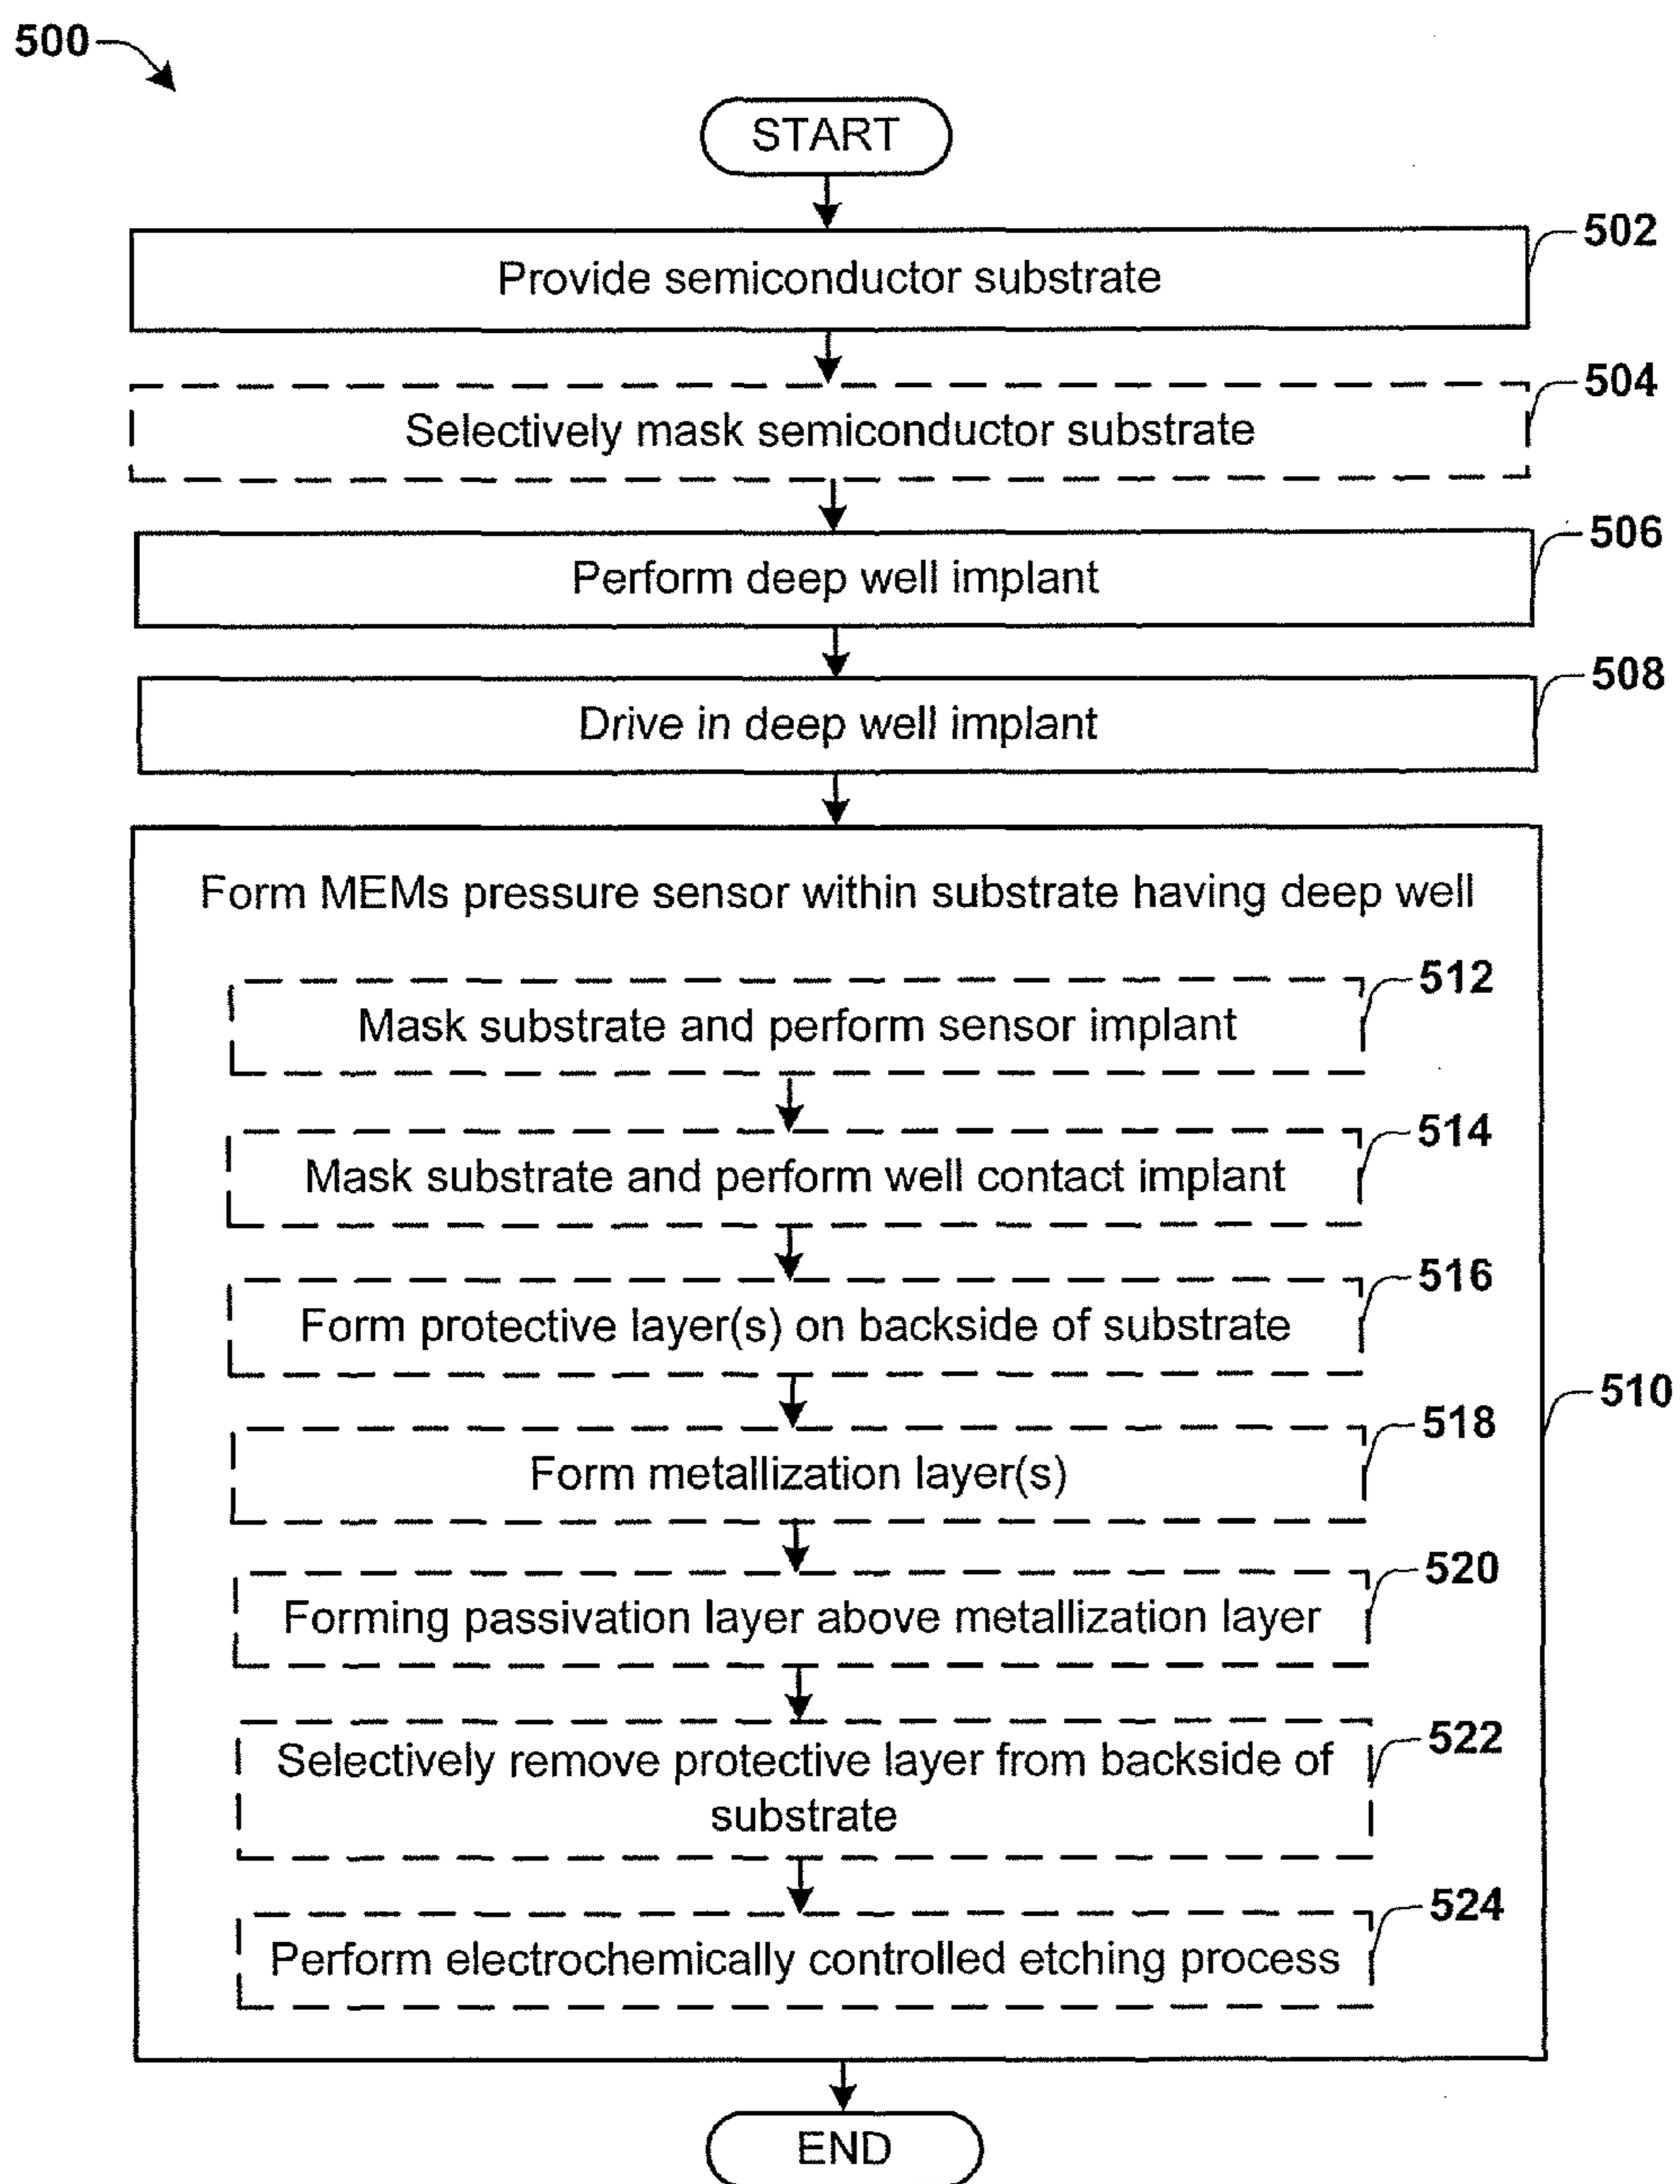 500
START
502
Provide semiconductor substrate
504
Selectively mask semiconductor substrate
506
Perform deep well implant
508
Drive in deep well implant
Form MEMs pressure sensor within substrate having deep well
512
Mask substrate and perform sensor implant
514
Mask substrate and perform well contact implant
516
Form protective layer(s) on backside of substrate
510
518
Form metallization layer(s)
520
Forming passivation layer above metallization layer
522
Selectively remove protective layer from backside of
substrate
524
Perform electrochemically controlled etching process
END